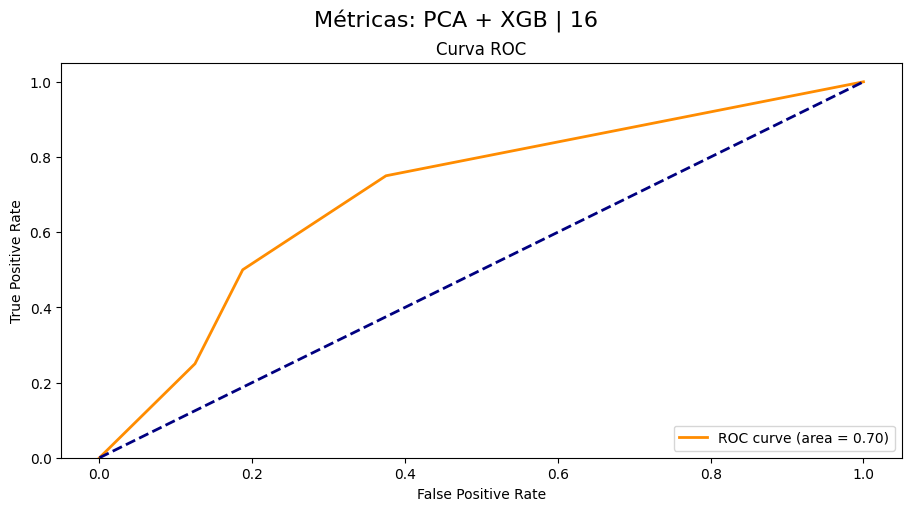 Métricas: PCA + XGB | 16
Curva ROC
1.0
0.8
0.6
0.4
0.2
0.0
True Positive Rate
0.0 0.2 0.4 0.6 0.8 1.0
False Positive Rate
ROC curve (area = 0.70)